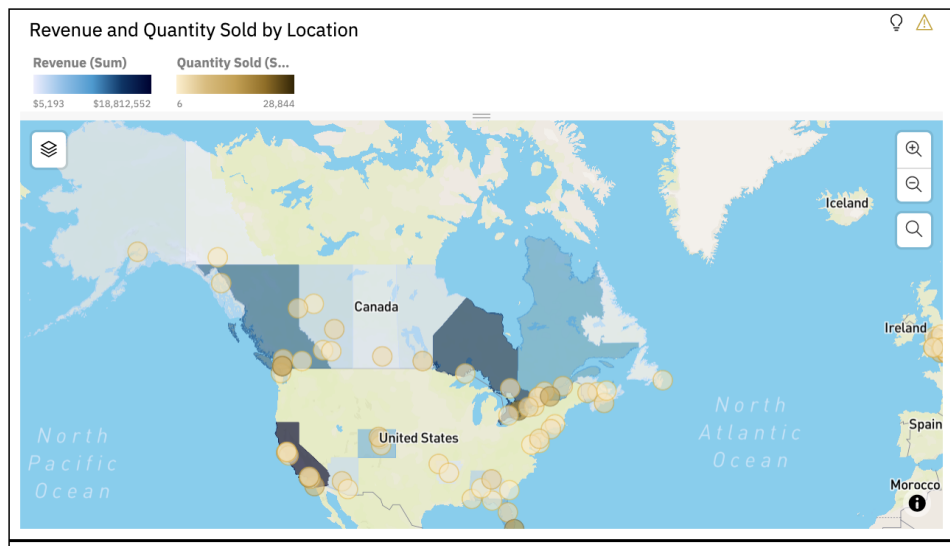 Revenue and Quantity Sold by Location
Revenue (Sum)
$5,193 $18,812,552
Quantity Sold (S...
6 28,844
Iceland
Canada
Ireland
North
Atlantic
Ocean
United States
North
Pacific
Ocean
Spain
Morocco